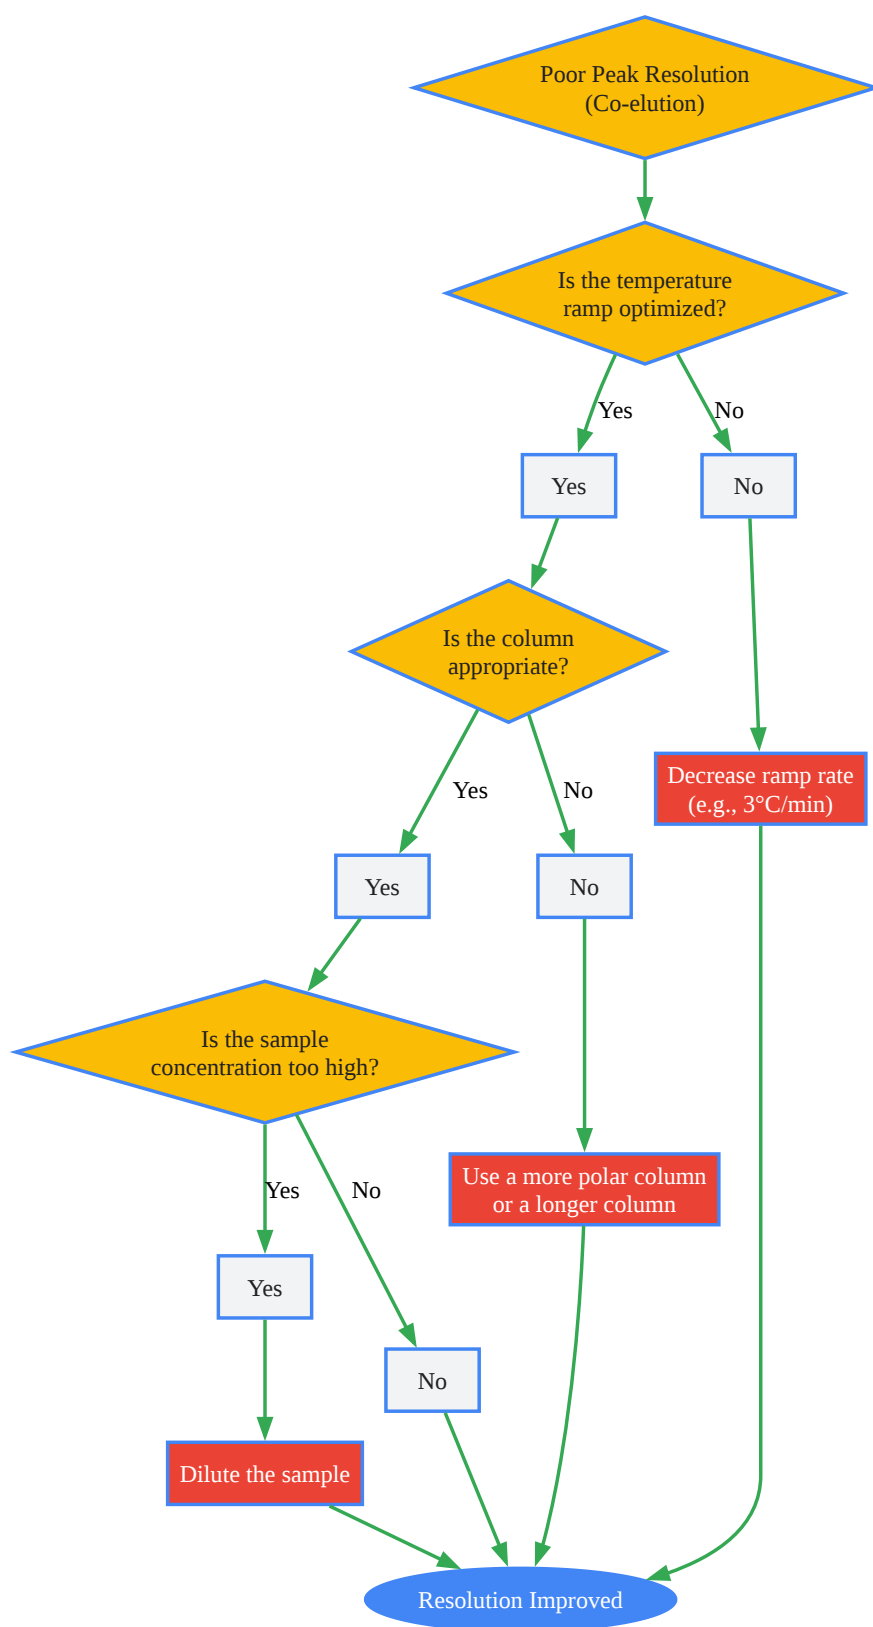 Poor Peak Resolution
(Co-elution)
Is the temperature
ramp optimized?
Yes
No
Yes
No
Is the column
appropriate?
Decrease ramp rate
(e.g., 3°C/min)
Yes
No
Yes
No
Is the sample
concentration too high?
Use a more polar column
or a longer column
Yes
No
Yes
No
Dilute the sample
Resolution Improved